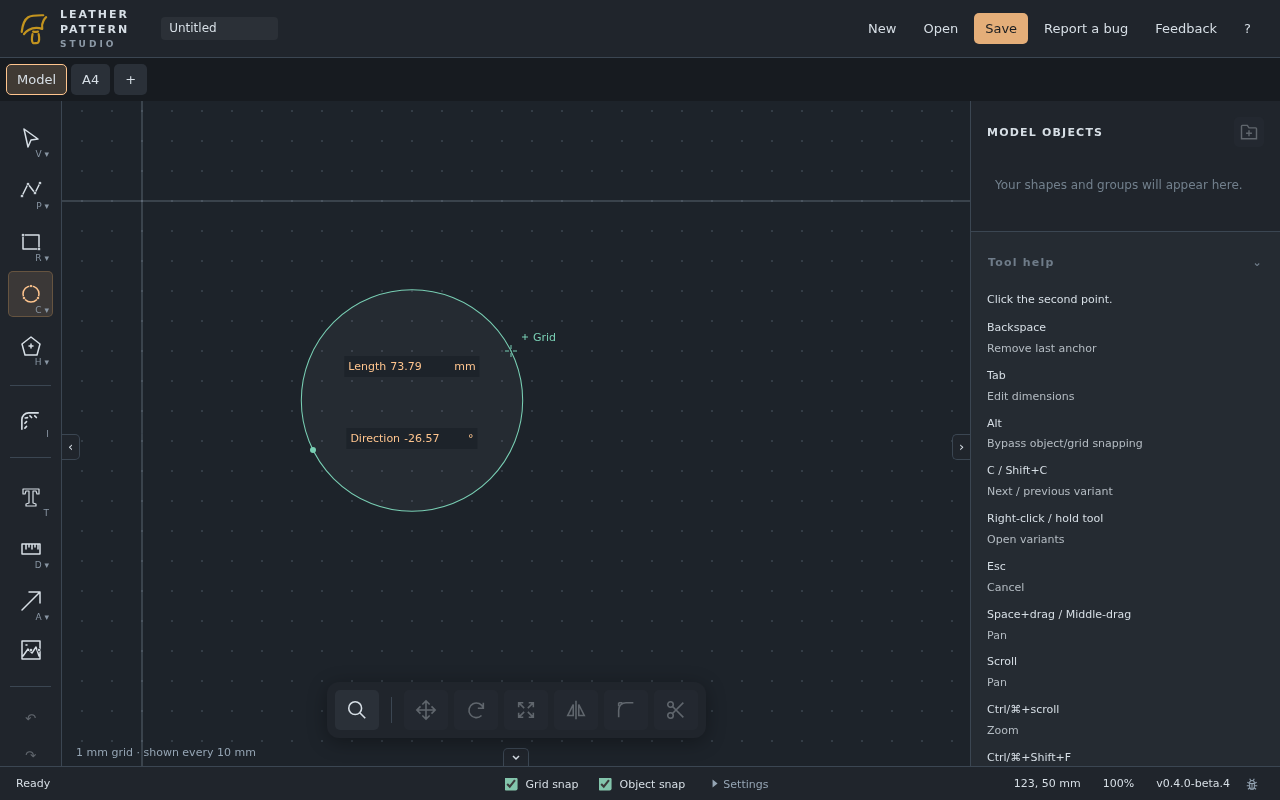 LEATHER
PATTERN
STUDIO
Untitled
New
Open
Save
Report a bug
Feedback
?
Model
A4
+
V ▾
P ▾
R ▾
C ▾
H ▾
I
T
D ▾
A ▾
+ Grid
Length 73.79 mm
Direction -26.57 °
1 mm grid · shown every 10 mm
MODEL OBJECTS
Your shapes and groups will appear here.
Tool help
Click the second point.
Backspace
Remove last anchor
Tab
Edit dimensions
Alt
Bypass object/grid snapping
C / Shift+C
Next / previous variant
Right-click / hold tool
Open variants
Esc
Cancel
Space+drag / Middle-drag
Pan
Scroll
Pan
Ctrl/⌘+scroll
Zoom
Ctrl/⌘+Shift+F
Ready
Grid snap
Object snap
Settings
123, 50 mm
100%
v0.4.0-beta.4